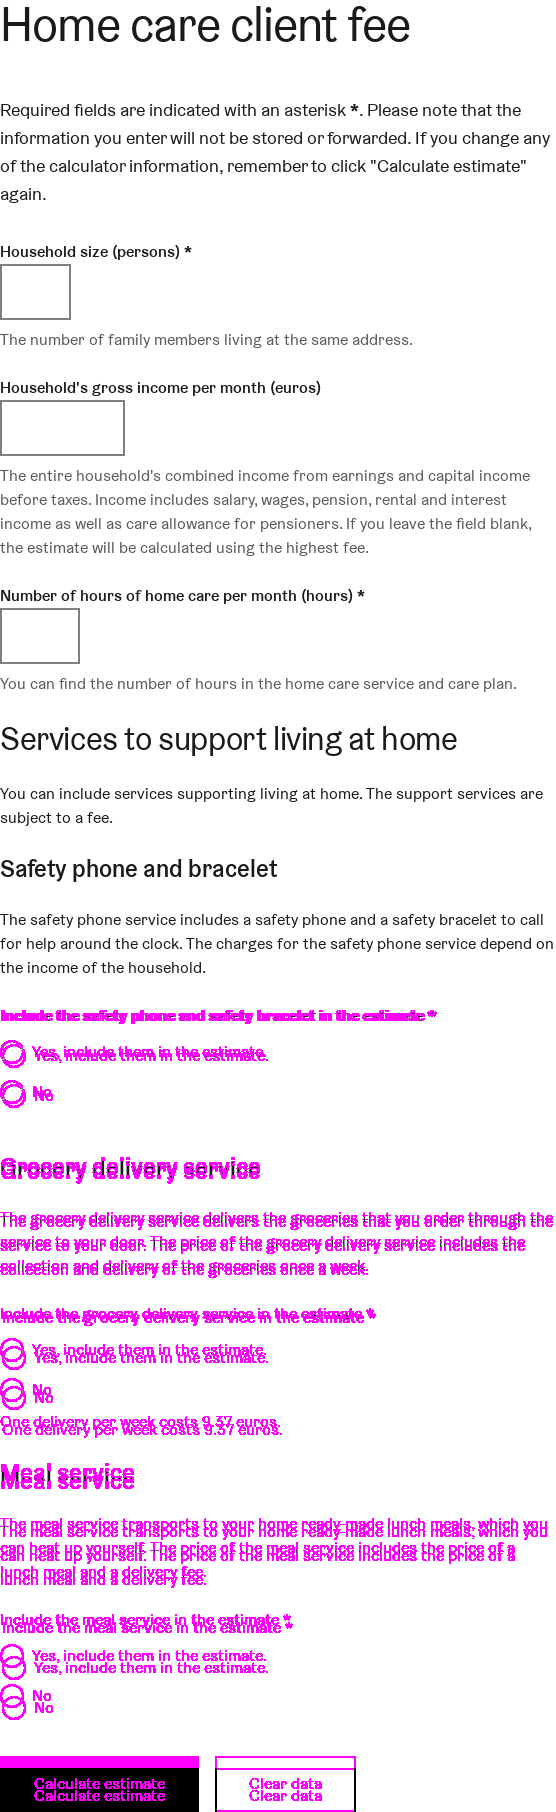 Home care client fee
Required fields are indicated with an asterisk *. Please note that the
information you enter will not be stored or forwarded. If you change any
of the calculator information, remember to click "Calculate estimate"
again.
Household size (persons) *
The number of family members living at the same address.
Household's gross income per month (euros)
The entire household's combined income from earnings and capital income
before taxes. Income includes salary, wages, pension, rental and interest
income as well as care allowance for pensioners. If you leave the field blank,
the estimate will be calculated using the highest fee.
Number of hours of home care per month (hours) *
You can find the number of hours in the home care service and care plan.
Services to support living at home
You can include services supporting living at home. The support services are
subject to a fee.
Safety phone and bracelet
The safety phone service includes a safety phone and a safety bracelet to call
for help around the clock. The charges for the safety phone service depend on
the income of the household.
Include the safety phone and safety bracelet in the estimate *
Yes, include them in the estimate.
No
Grocery delivery service
The grocery delivery service delivers the groceries that you order through the
service to your door. The price of the grocery delivery service includes the
collection and delivery of the groceries once a week.
Include the grocery delivery service in the estimate *
Yes, include them in the estimate.
No
One delivery per week costs 9.37 euros.
Meal service
The meal service transports to your home ready-made lunch meals, which you
can heat up yourself. The price of the meal service includes the price of a
lunch meal and a delivery fee.
Include the meal service in the estimate *
Yes, include them in the estimate.
No
Calculate estimate
Clear data